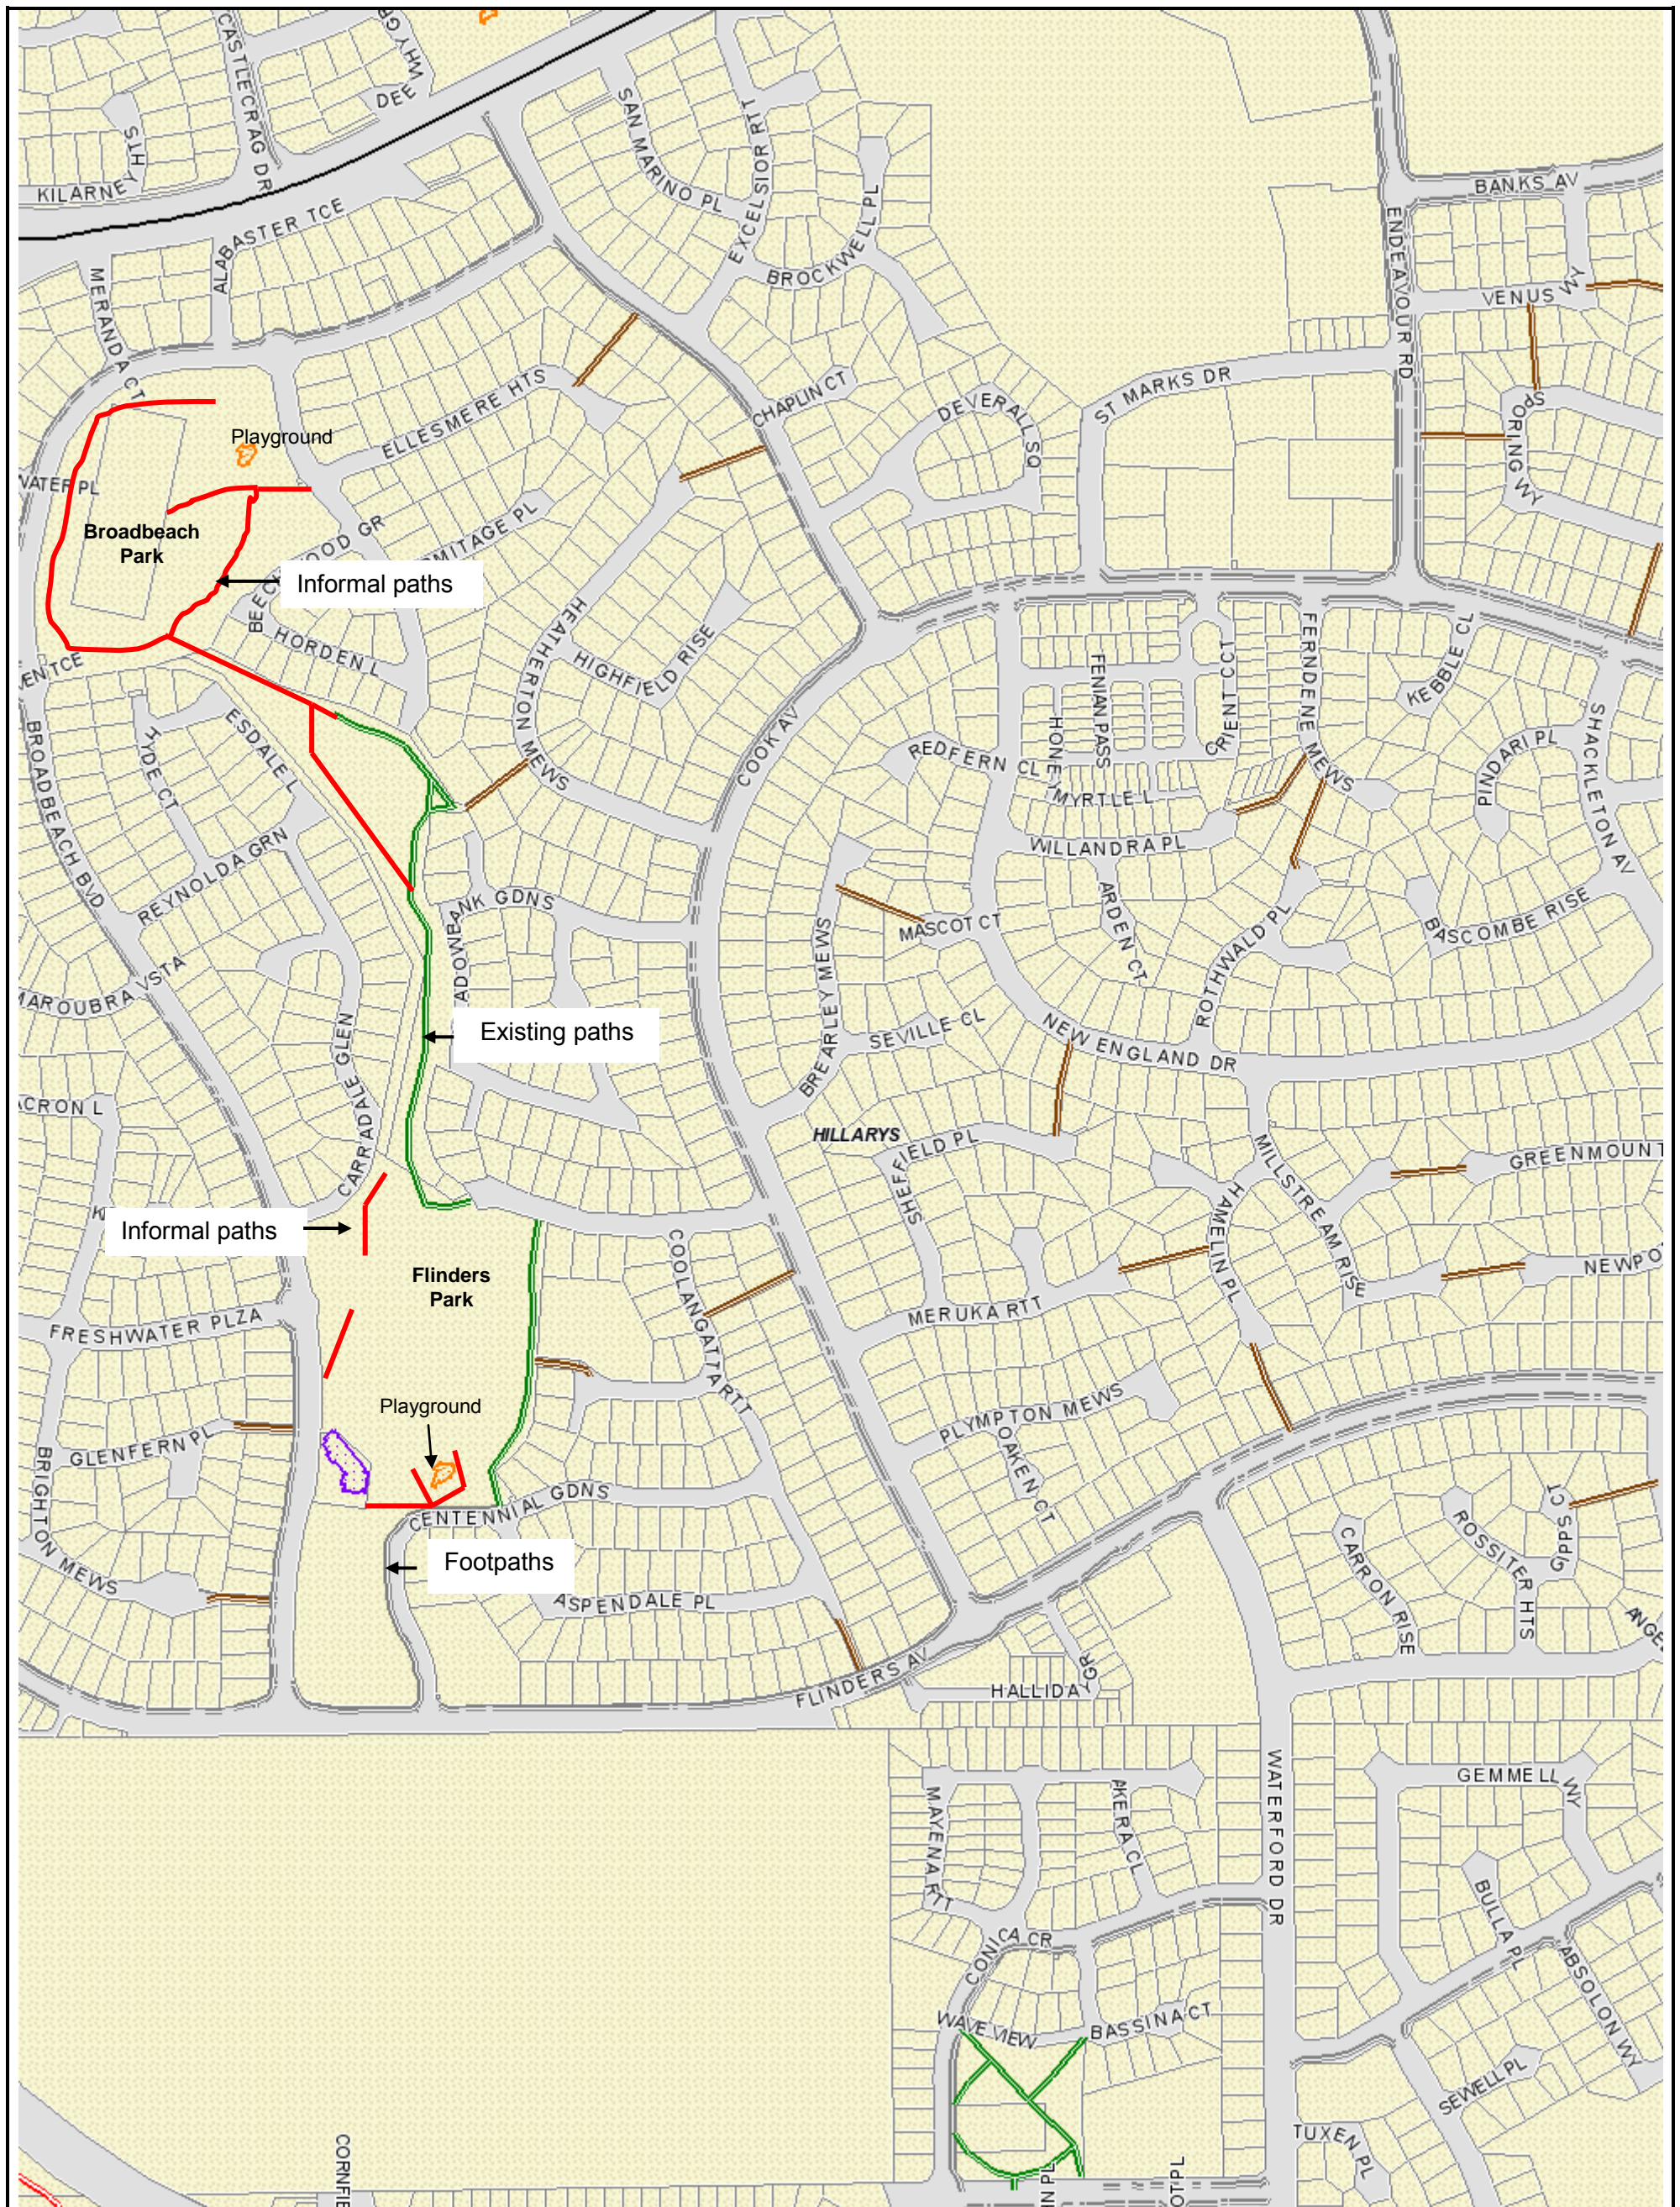 CASTLECRAG DR
DEE
HTS
KILARNEY
SAN MARINO PL
EXCELSIOR RTT
BROCKWELL PL
ALABASTER TCE
MERANDA CT
BANKS AV
ENDEAVOUR RD
VENUS WY
SPORING WY
ELLESMERE HTS
CHAPLIN CT
DEVERALL SQ
ST MARKS DR
Playground
Broadbeach
Park
Informal paths
HORDEN L
HEATHERTON MEWS
HIGHFIELD RISE
COOK AV
FENIAN PASS
HONEY MYRTLE L
ORIENT CCT
FERNDENE MEWS
KEBBLE CL
SHACKLETON AV
PINDARI PL
REDFERN CL
WILLANDRA PL
ARDEN CT
ROTHWALD PL
BASCOMBE RISE
BROADBEACH BVD
HYDE CT
ESDALE L
REYNOLDA GRN
MAROUBRA VSTA
CARRADALE GLEN
GDNS
Existing paths
BREARLEY MEWS
MASCOT CT
SEVILLE CL
NEW ENGLAND DR
HILLARYS
SHEFFIELD PL
HAMELIN PL
MILLSTREAM RISE
GREENMOUNT
NEWPO
MERUKA RTT
Informal paths
Flinders
Park
COOLANGATTA RTT
FRESHWATER PLZA
GLENFERN PL
BRIGHTON MEWS
Playground
CENTENNIAL GDNS
Footpaths
ASPENDALE PL
PLYMPTON MEWS
OAKEN CT
FLINDERS AV
HALLIDAY GR
CARRON RISE
ROSSITER HTS
GIPPS CT
WATERFORD DR
GEMMELL WY
BULLA PL
ABSOLON WY
MAYENA RTT
AKERA CL
CONICA CR
WAVE VIEW
BASSINA CT
SEWELL PL
TUXEN PL
CORNFIE